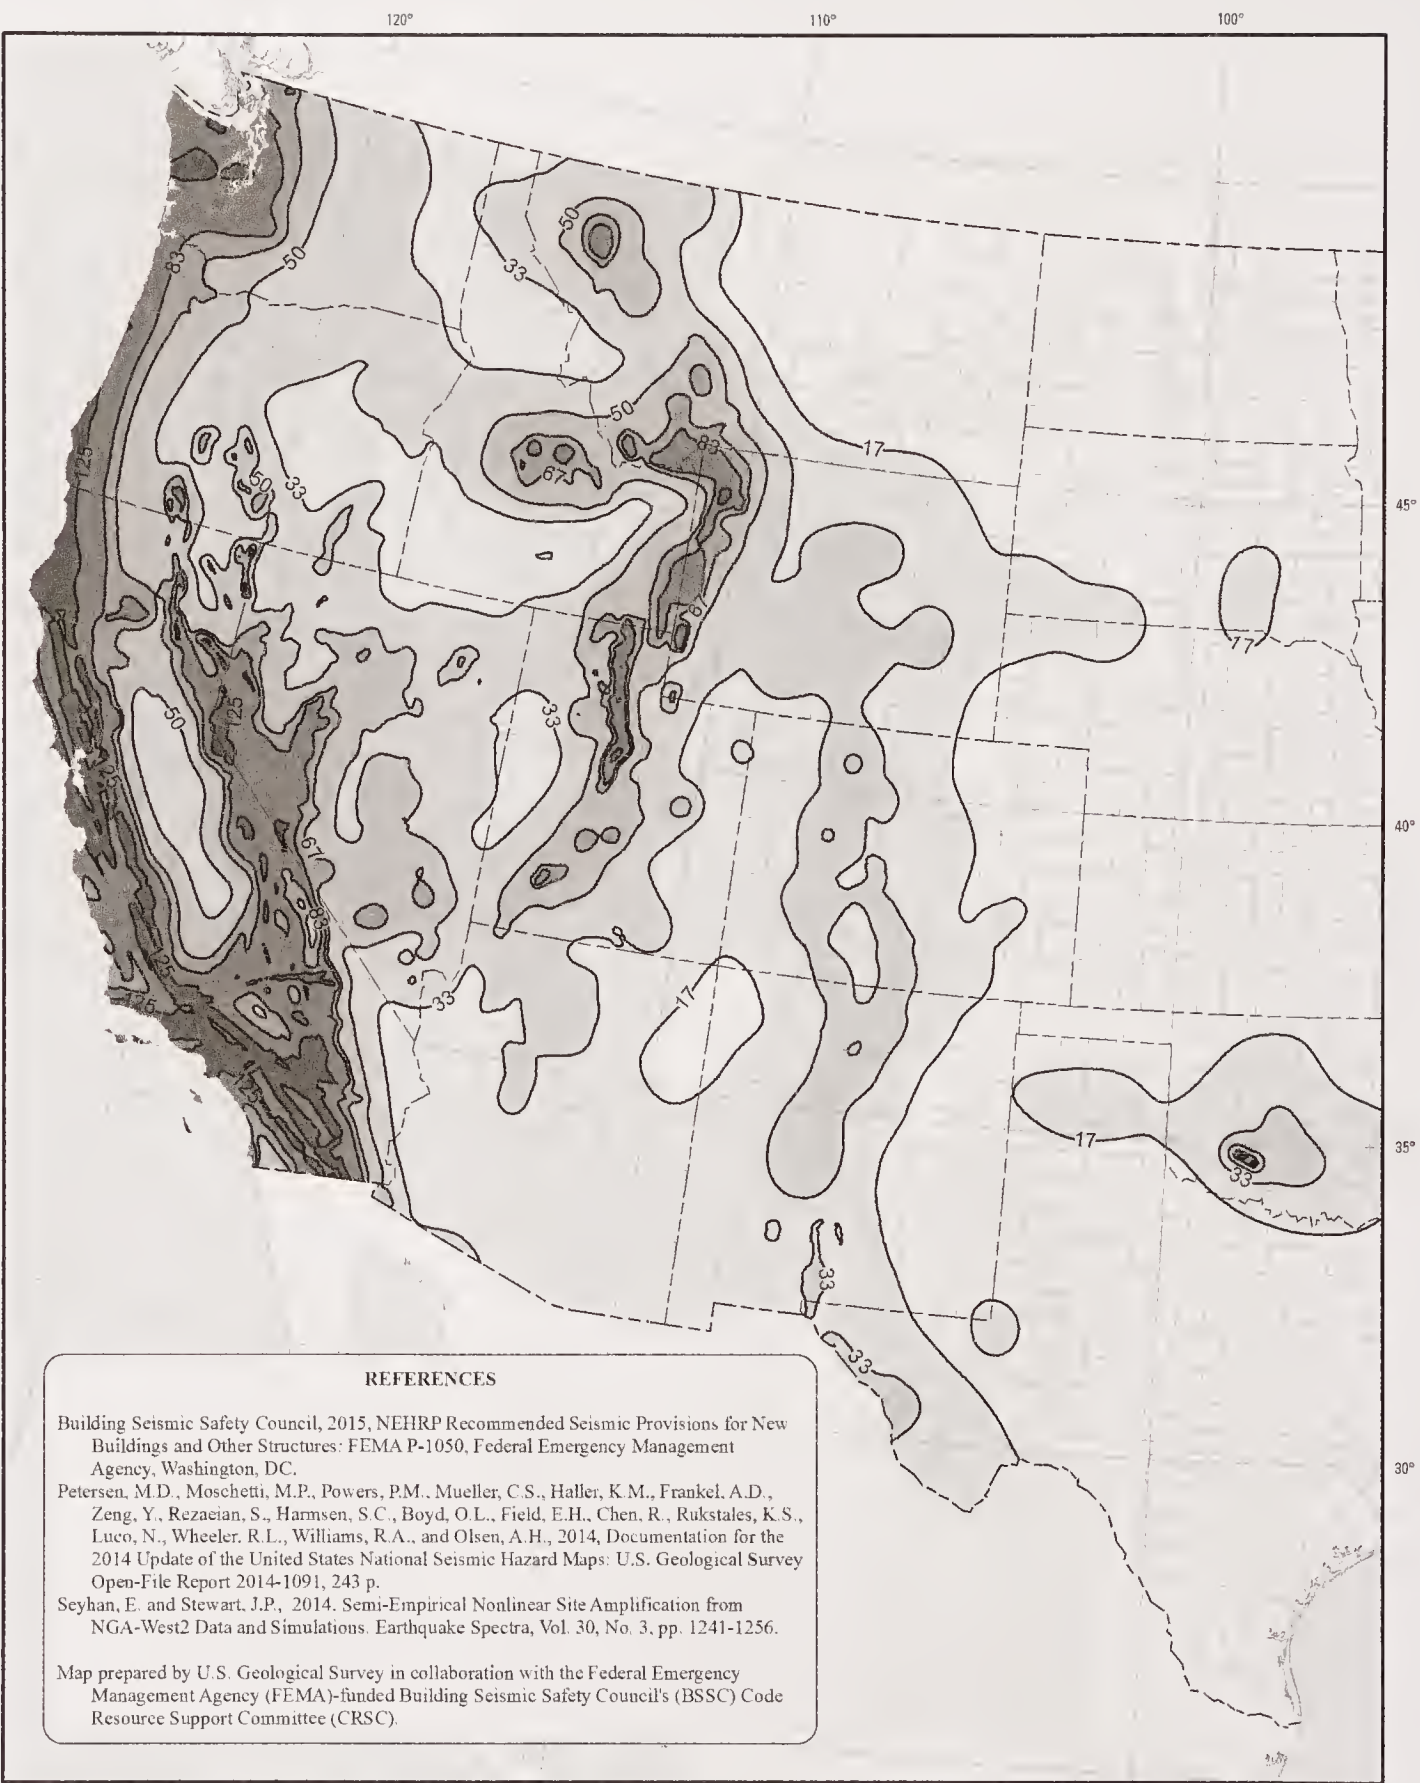 120°
110°
100°
50
83
50
33
50
83
17
125
67
50
33
45°
67
17
50
33
125
125
40°
67
83
125
33
17
125
35°
17
33
33
33
30°
REFERENCES
Building Seismic Safety Council, 2015, NEHRP Recommended Seismic Provisions for New
Buildings and Other Structures: FEMA P-1050, Federal Emergency Management
Agency, Washington, DC.
Petersen, M.D., Moschetti, M.P., Powers, P.M., Mueller, C.S., Haller, K.M., Frankel, A.D.,
Zeng, Y., Rezaeian, S., Harmsen, S.C., Boyd, O.L., Field, E.H., Chen, R., Rukstales, K.S.,
Luco, N., Wheeler, R.L., Williams, R.A., and Olsen, A.H., 2014, Documentation for the
2014 Update of the United States National Seismic Hazard Maps: U.S. Geological Survey
Open-File Report 2014-1091, 243 p.
Seyhan, E. and Stewart, J.P., 2014. Semi-Empirical Nonlinear Site Amplification from
NGA-West2 Data and Simulations. Earthquake Spectra, Vol. 30, No. 3, pp. 1241-1256.
Map prepared by U.S. Geological Survey in collaboration with the Federal Emergency
Management Agency (FEMA)-funded Building Seismic Safety Council's (BSSC) Code
Resource Support Committee (CRSC).